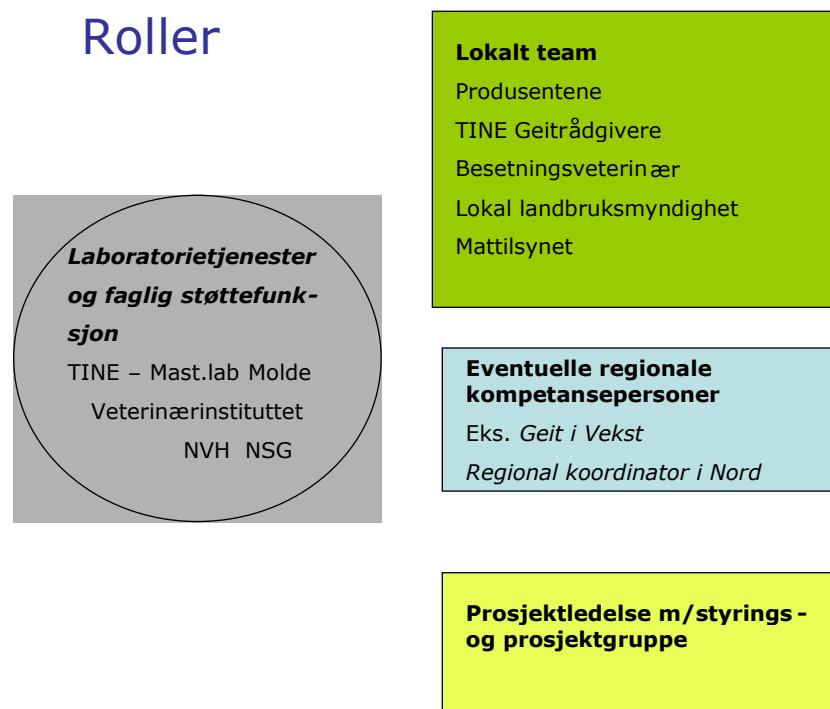 Roller
Lokalt team
Produsentene
TINE Geitrådgivere
Besetningsveterinær
Lokal landbruksmyndighet
Mattilsynet
Laboratorietjenester
og faglig støttefunk-
sjon
TINE – Mast.lab Molde
Veterinærinstituttet
NVH NSG
Eventuelle regionale
kompetansepersoner
Eks. Geit i Vekst
Regional koordinator i Nord
Prosjektledelse m/styrings -
og prosjektgruppe